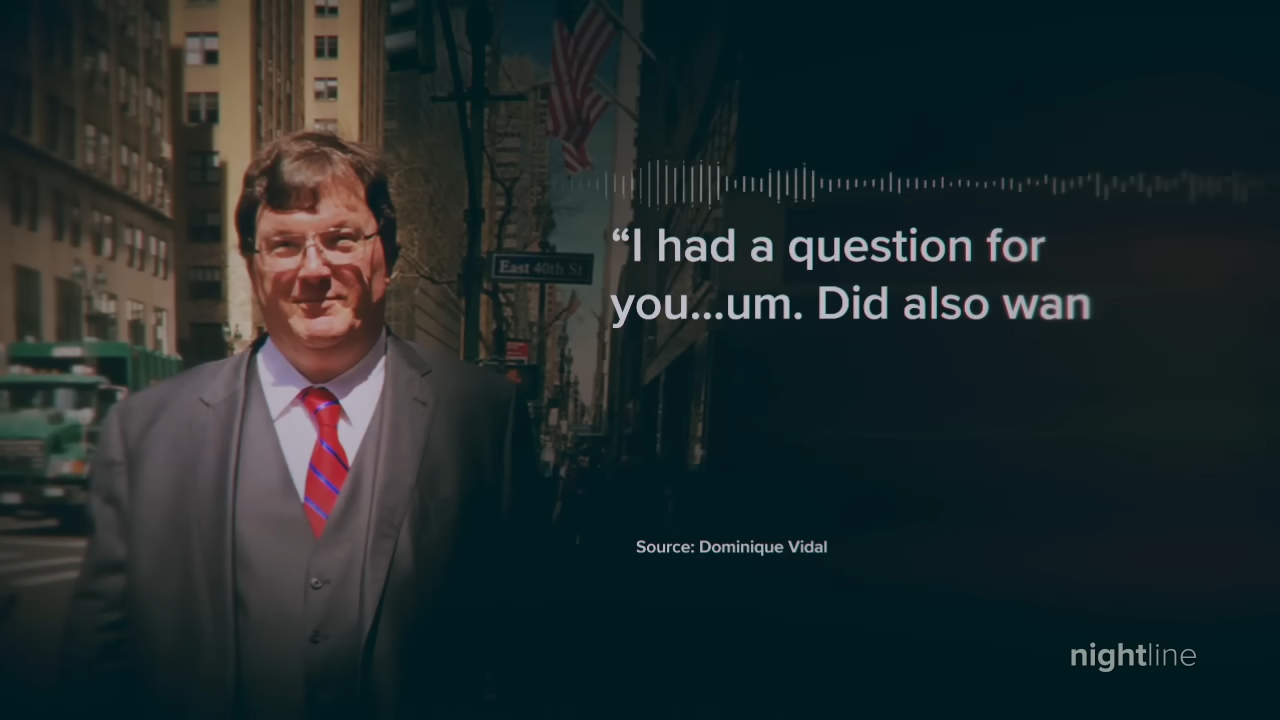 East 40th St
“I had a question for
you...um. Did also wan
Source: Dominique Vidal
nightline